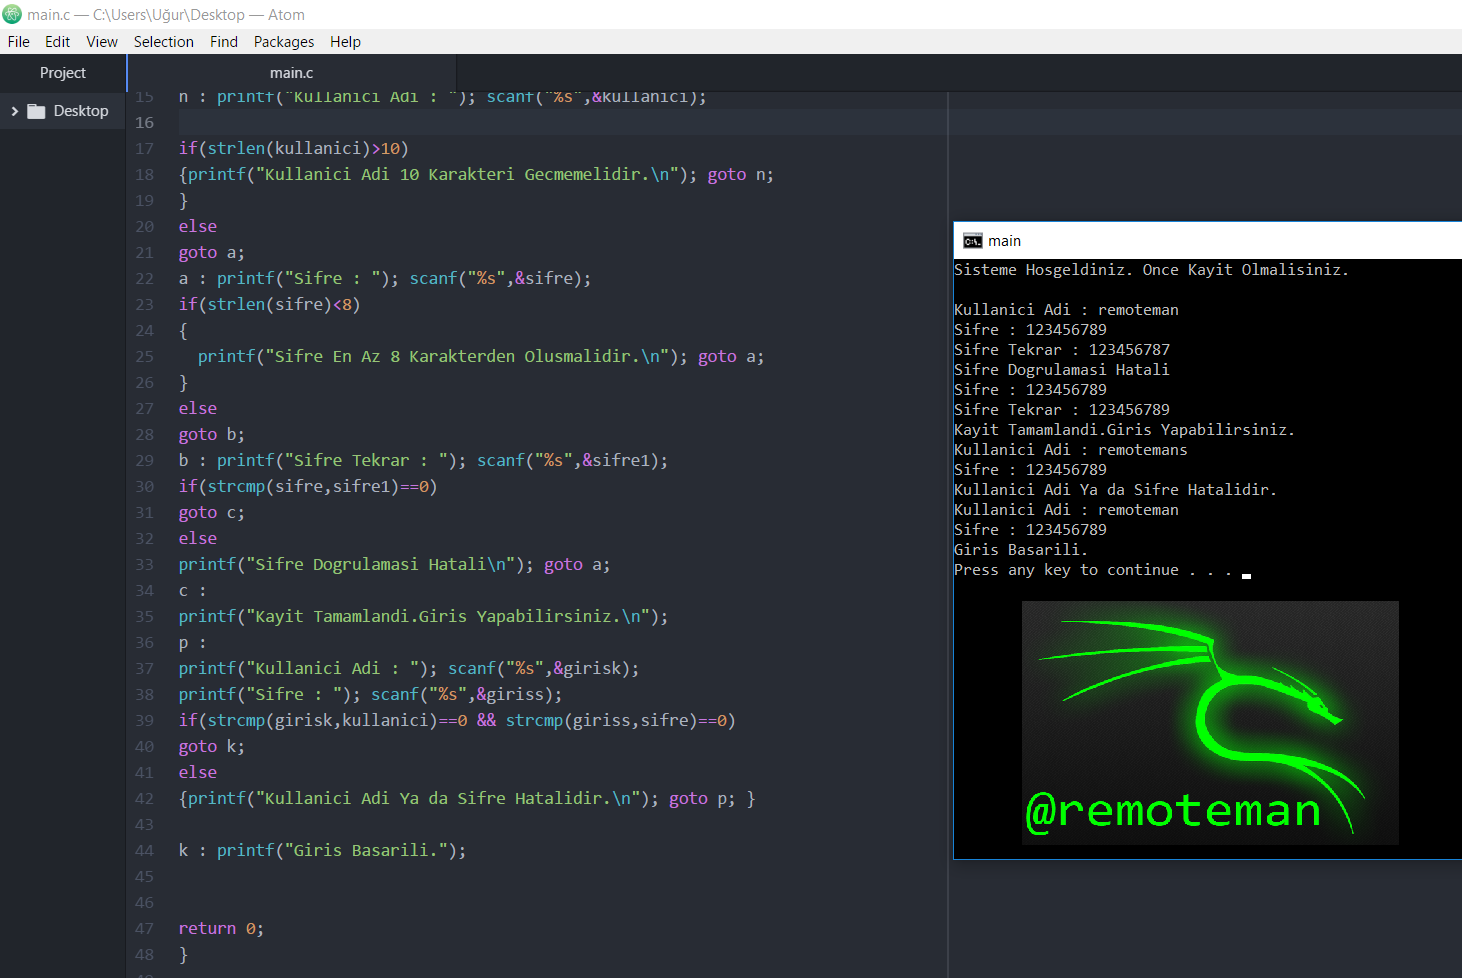 main.c — C:\Users\Uğur\Desktop — Atom
File Edit View Selection Find Packages Help
Project
main.c
Desktop
15 n : printf("Kullanici Adi : "); scanf("%s",&kullanici);
16
17 if(strlen(kullanici)>10)
18 {printf("Kullanici Adi 10 Karakteri Gecmemelidir.\n"); goto n;
19 }
20 else
21 goto a;
22 a : printf("Sifre : "); scanf("%s",&sifre);
23 if(strlen(sifre)<8)
24 {
25 printf("Sifre En Az 8 Karakterden Olusmalidir.\n"); goto a;
26 }
27 else
28 goto b;
29 b : printf("Sifre Tekrar : "); scanf("%s",&sifre1);
30 if(strcmp(sifre,sifre1)==0)
31 goto c;
32 else
33 printf("Sifre Dogrulamasi Hatali\n"); goto a;
34 c :
35 printf("Kayit Tamamlandi.Giris Yapabilirsiniz.\n");
36 p :
37 printf("Kullanici Adi : "); scanf("%s",&girisk);
38 printf("Sifre : "); scanf("%s",&giriss);
39 if(strcmp(girisk,kullanici)==0 && strcmp(giriss,sifre)==0)
40 goto k;
41 else
42 {printf("Kullanici Adi Ya da Sifre Hatalidir.\n"); goto p; }
43
44 k : printf("Giris Basarili.");
45
46
47 return 0;
48 }
main
Sisteme Hosgeldiniz. Once Kayit Olmalisiniz.
Kullanici Adi : remoteman
Sifre : 123456789
Sifre Tekrar : 123456787
Sifre Dogrulamasi Hatali
Sifre : 123456789
Sifre Tekrar : 123456789
Kayit Tamamlandi.Giris Yapabilirsiniz.
Kullanici Adi : remotemans
Sifre : 123456789
Kullanici Adi Ya da Sifre Hatalidir.
Kullanici Adi : remoteman
Sifre : 123456789
Giris Basarili.
Press any key to continue . . .
@remoteman